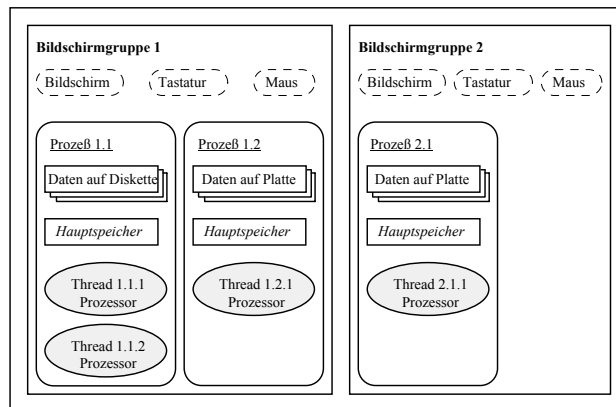 Bildschirmgruppe 1
Bildschirm
Tastatur
Maus
Prozeß 1.1
Daten auf Diskette
Hauptspeicher
Thread 1.1.1
Prozessor
Thread 1.1.2
Prozessor
Prozeß 1.2
Daten auf Platte
Hauptspeicher
Thread 1.2.1
Prozessor
Bildschirmgruppe 2
Bildschirm
Tastatur
Maus
Prozeß 2.1
Daten auf Platte
Hauptspeicher
Thread 2.1.1
Prozessor